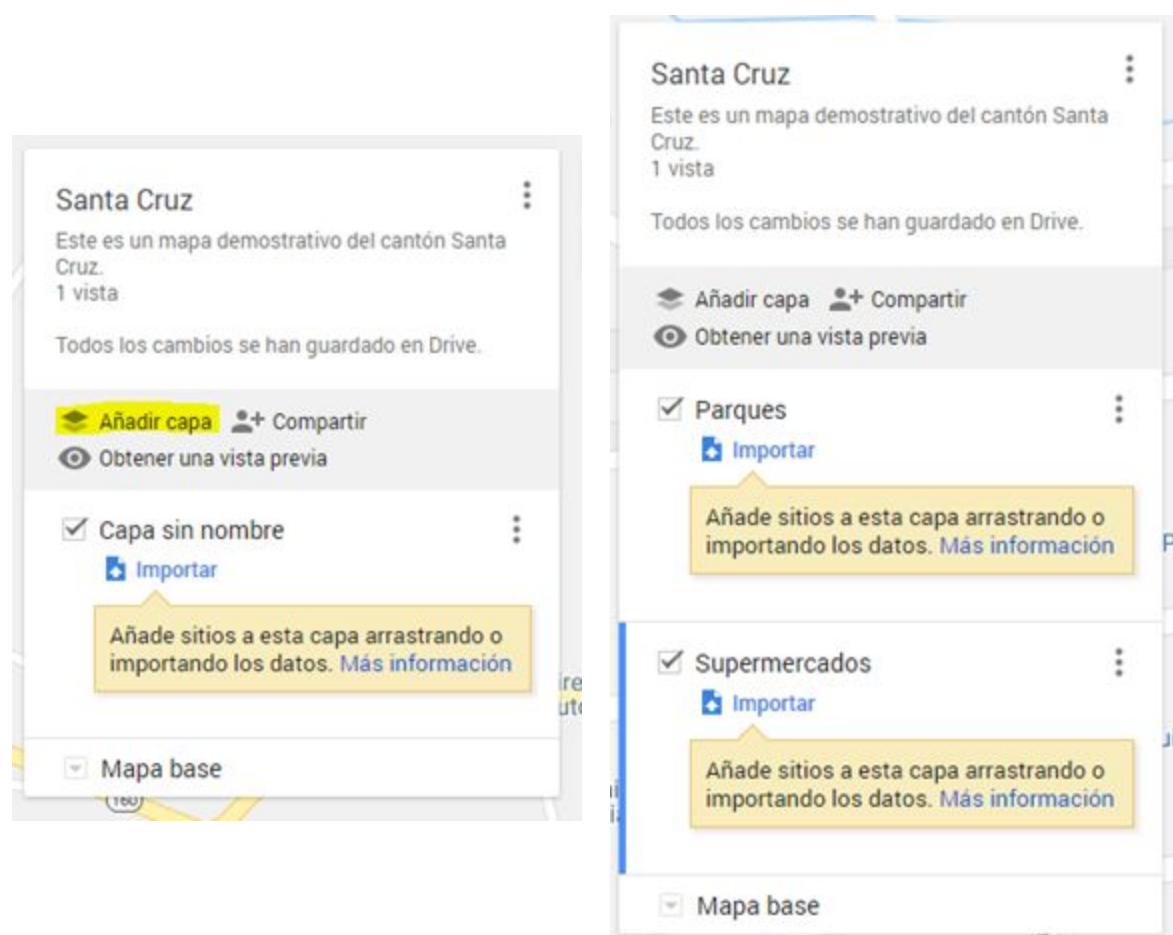 Santa Cruz
Este es un mapa demostrativo del cantón Santa
Cruz.
1 vista
Todos los cambios se han guardado en Drive.
Añadir capa Compartir
Obtener una vista previa
Capa sin nombre
Importar
Añade sitios a esta capa arrastrando o
importando los datos. Más información
Mapa base
160
Santa Cruz
Este es un mapa demostrativo del cantón Santa
Cruz.
1 vista
Todos los cambios se han guardado en Drive.
Añadir capa Compartir
Obtener una vista previa
Parques
Importar
Añade sitios a esta capa arrastrando o
importando los datos. Más información
Supermercados
Importar
Añade sitios a esta capa arrastrando o
importando los datos. Más información
Mapa base